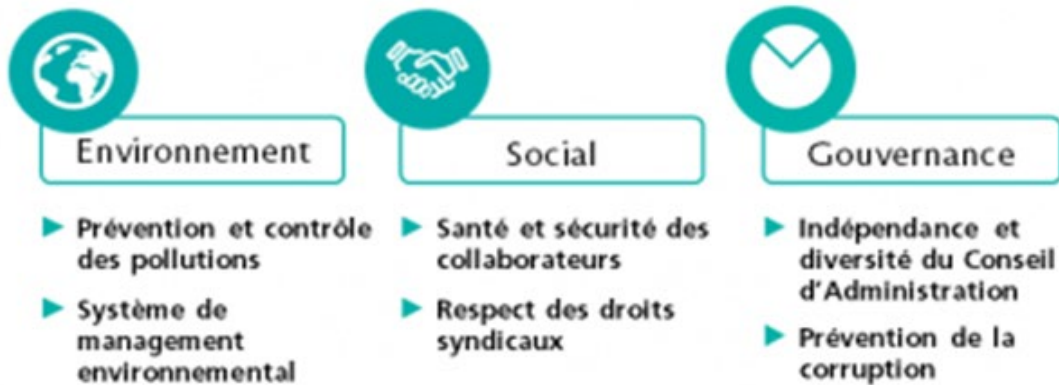 Environnement
Prévention et contrôle
des pollutions
Système de
management
environnemental
Social
Santé et sécurité des
collaborateurs
Respect des droits
syndicaux
Gouvernance
Indépendance et
diversité du Conseil
d'Administration
Prévention de la
corruption